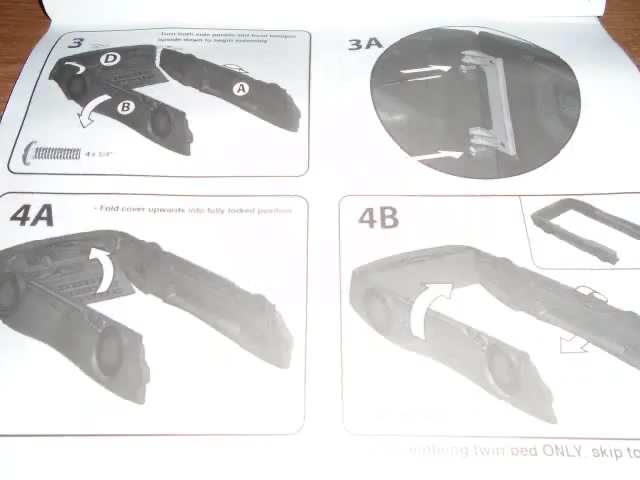 3
Turn both side panels and front bumper
upside down to begin assembly
D
A
B
4 x 3/4"
3A
4A
- Fold cover upwards into fully locked position
4B
twin bed ONLY, skip to